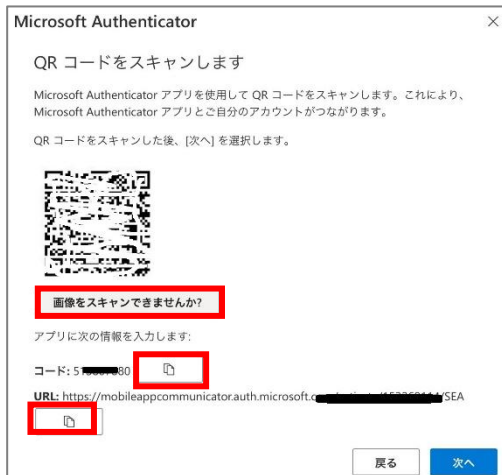 Microsoft Authenticator
QR コードをスキャンします
Microsoft Authenticator アプリを使用して QR コードをスキャンします。これにより、
Microsoft Authenticator アプリとご自分のアカウントがつながります。
QR コードをスキャンした後、[次へ] を選択します。
画像をスキャンできませんか?
アプリに次の情報を入力します:
コード: 80
URL: https://mobileappcommunicator.auth.microsoft.c /SEA
戻る 次へ